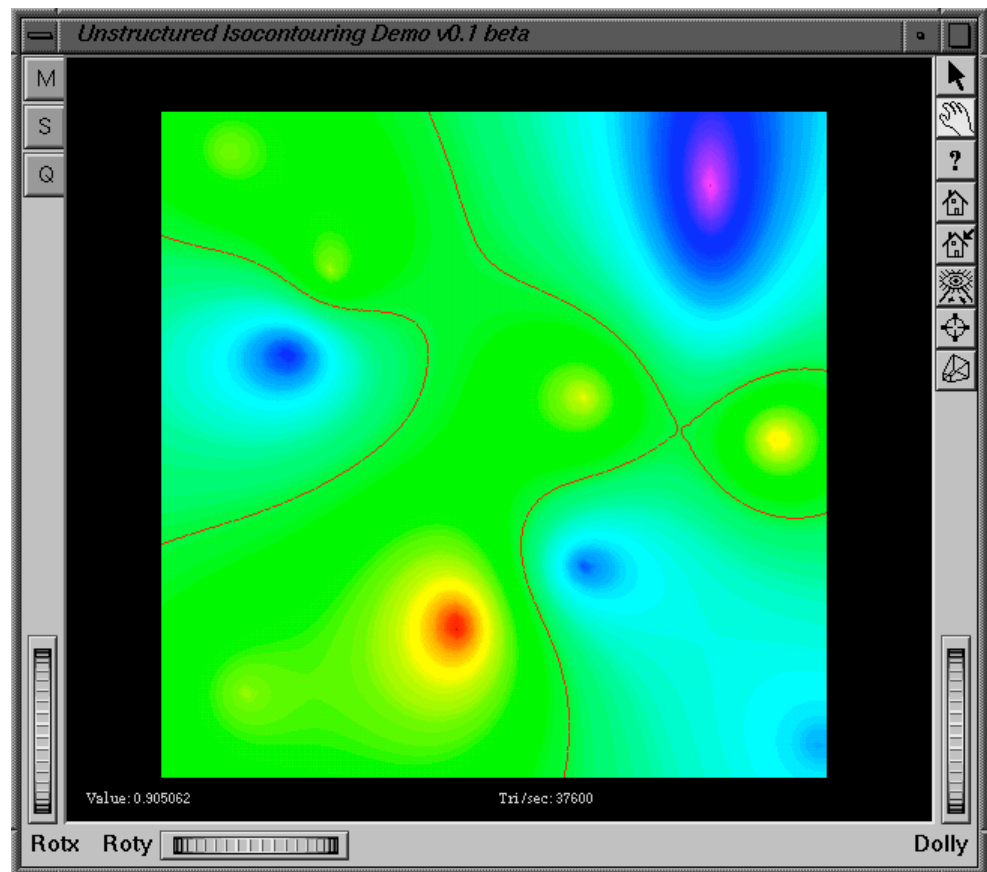 Unstructured Isocontouring Demo v0.1 beta
M
S
Q
?
Value: 0.905062
Tri/sec: 37600
Rotx
Roty
Dolly